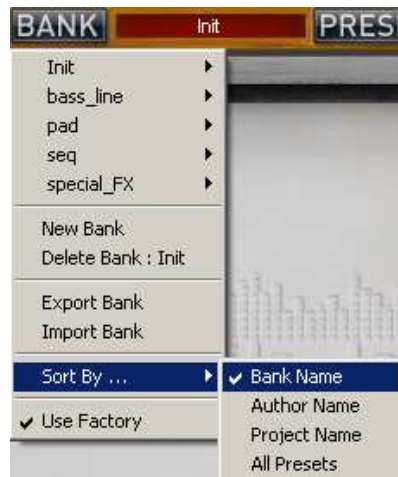 BANK Init PRES
Init
bass_line
pad
seq
special_FX
New Bank
Delete Bank : Init
Export Bank
Import Bank
Sort By ...
Bank Name
Author Name
Use Factory
Project Name
All Presets